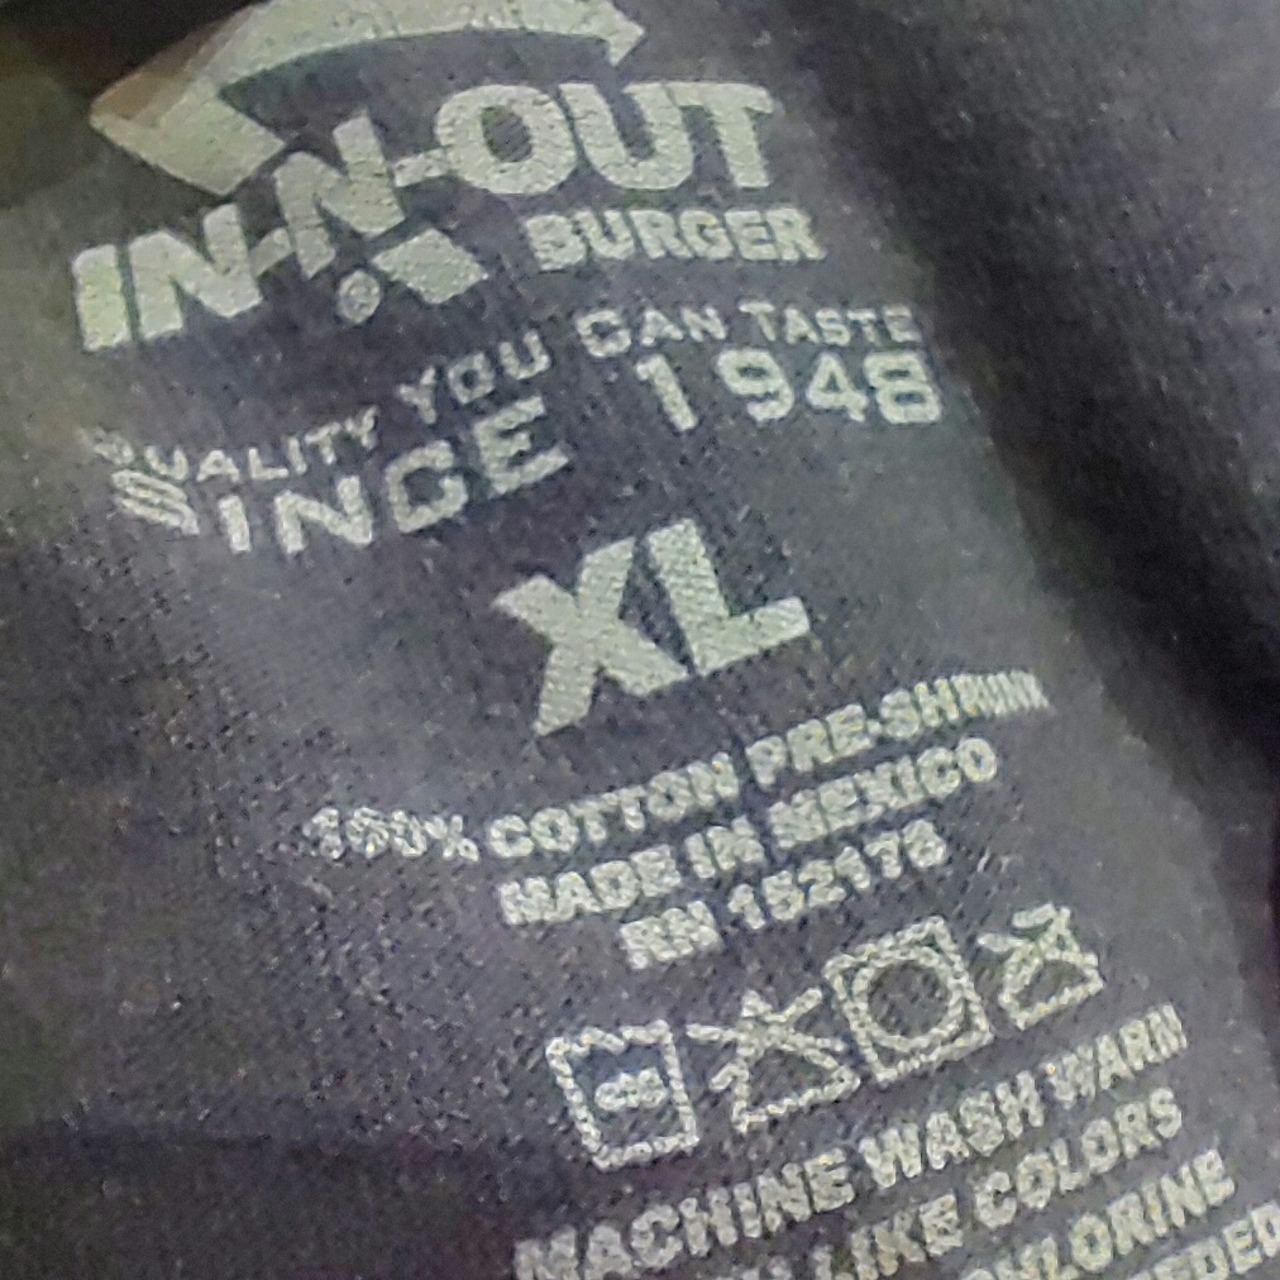 IN-N-OUT
BURGER
®
QUALITY YOU CAN TASTE
SINCE 1948
XL
100% COTTON PRE-SHRUNK
MADE IN MEXICO
RN 152178
MACHINE WASH WARM
LIKE COLORS